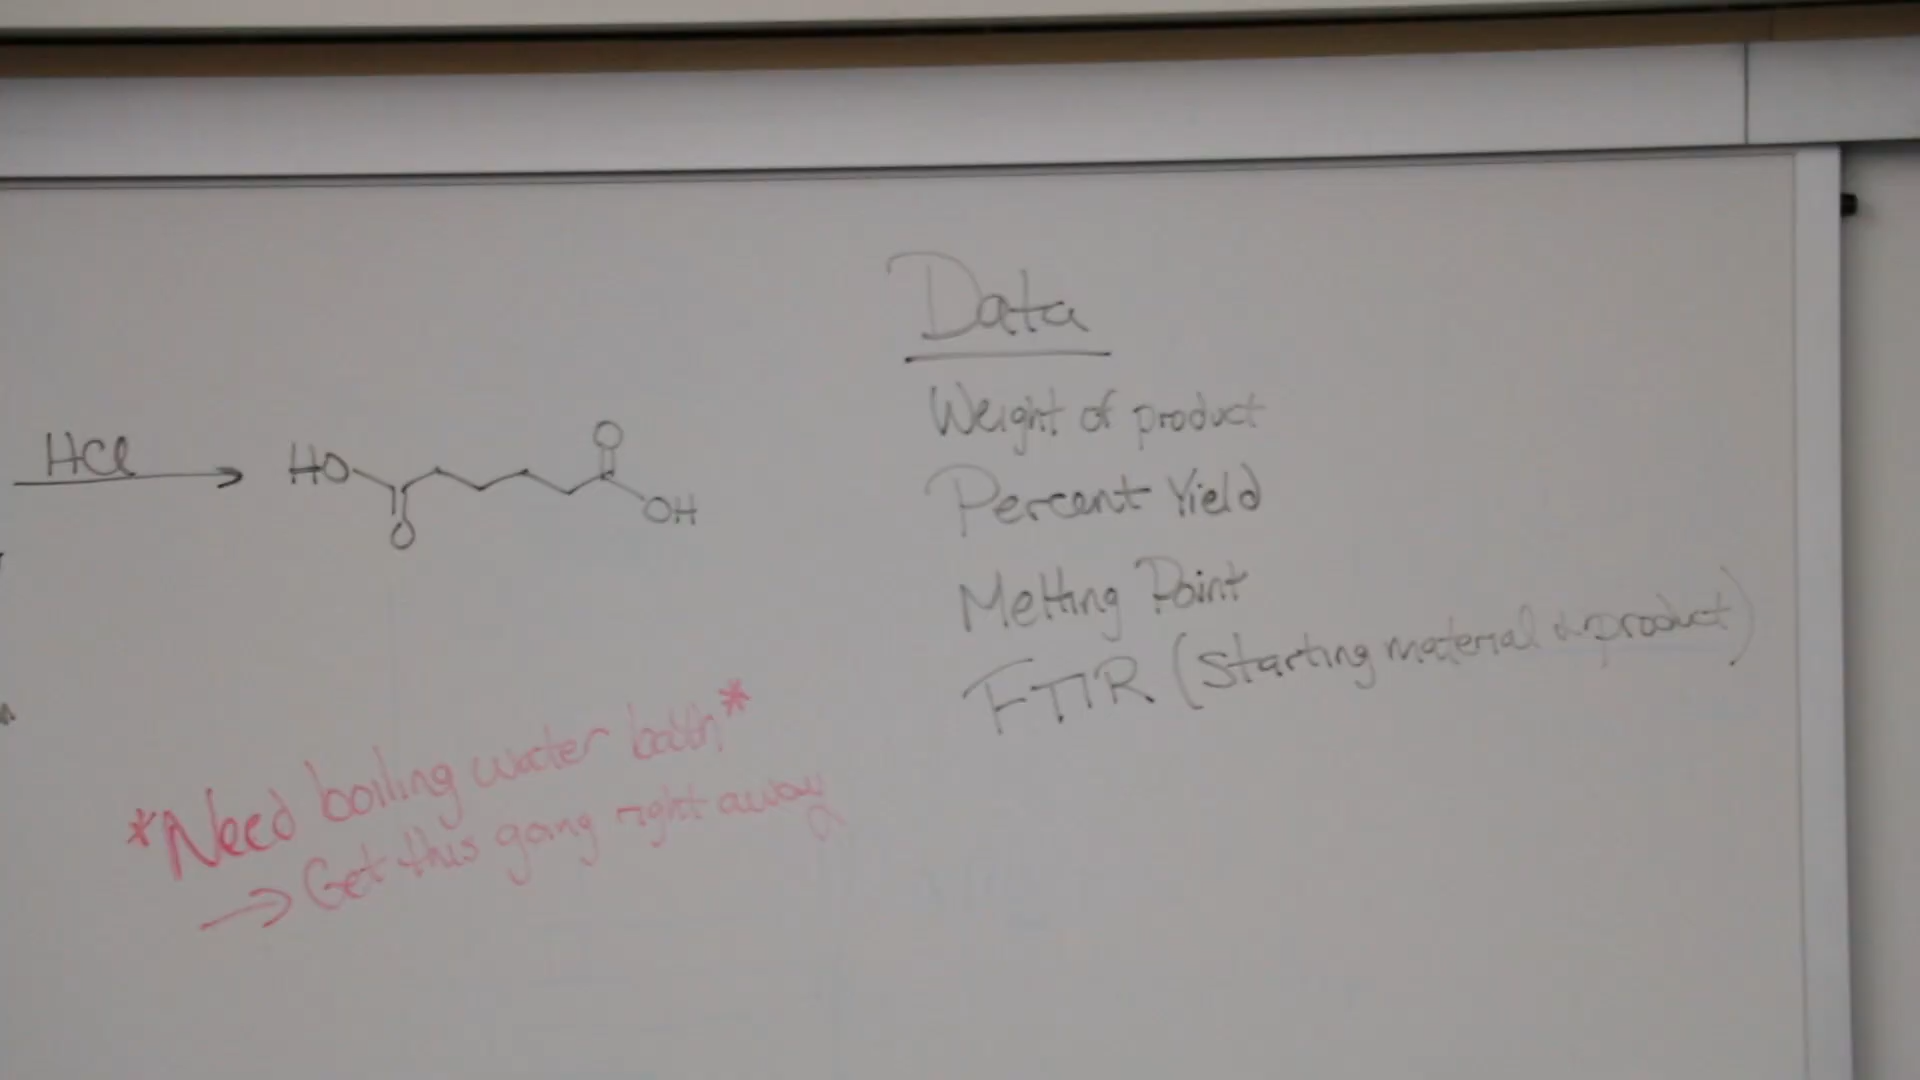 HCl
HO
O
O
OH
Data
Weight of product
Percent Yield
Melting Point
FTIR (Starting material & product)
*Need boiling water bath*
→ Get this going right away